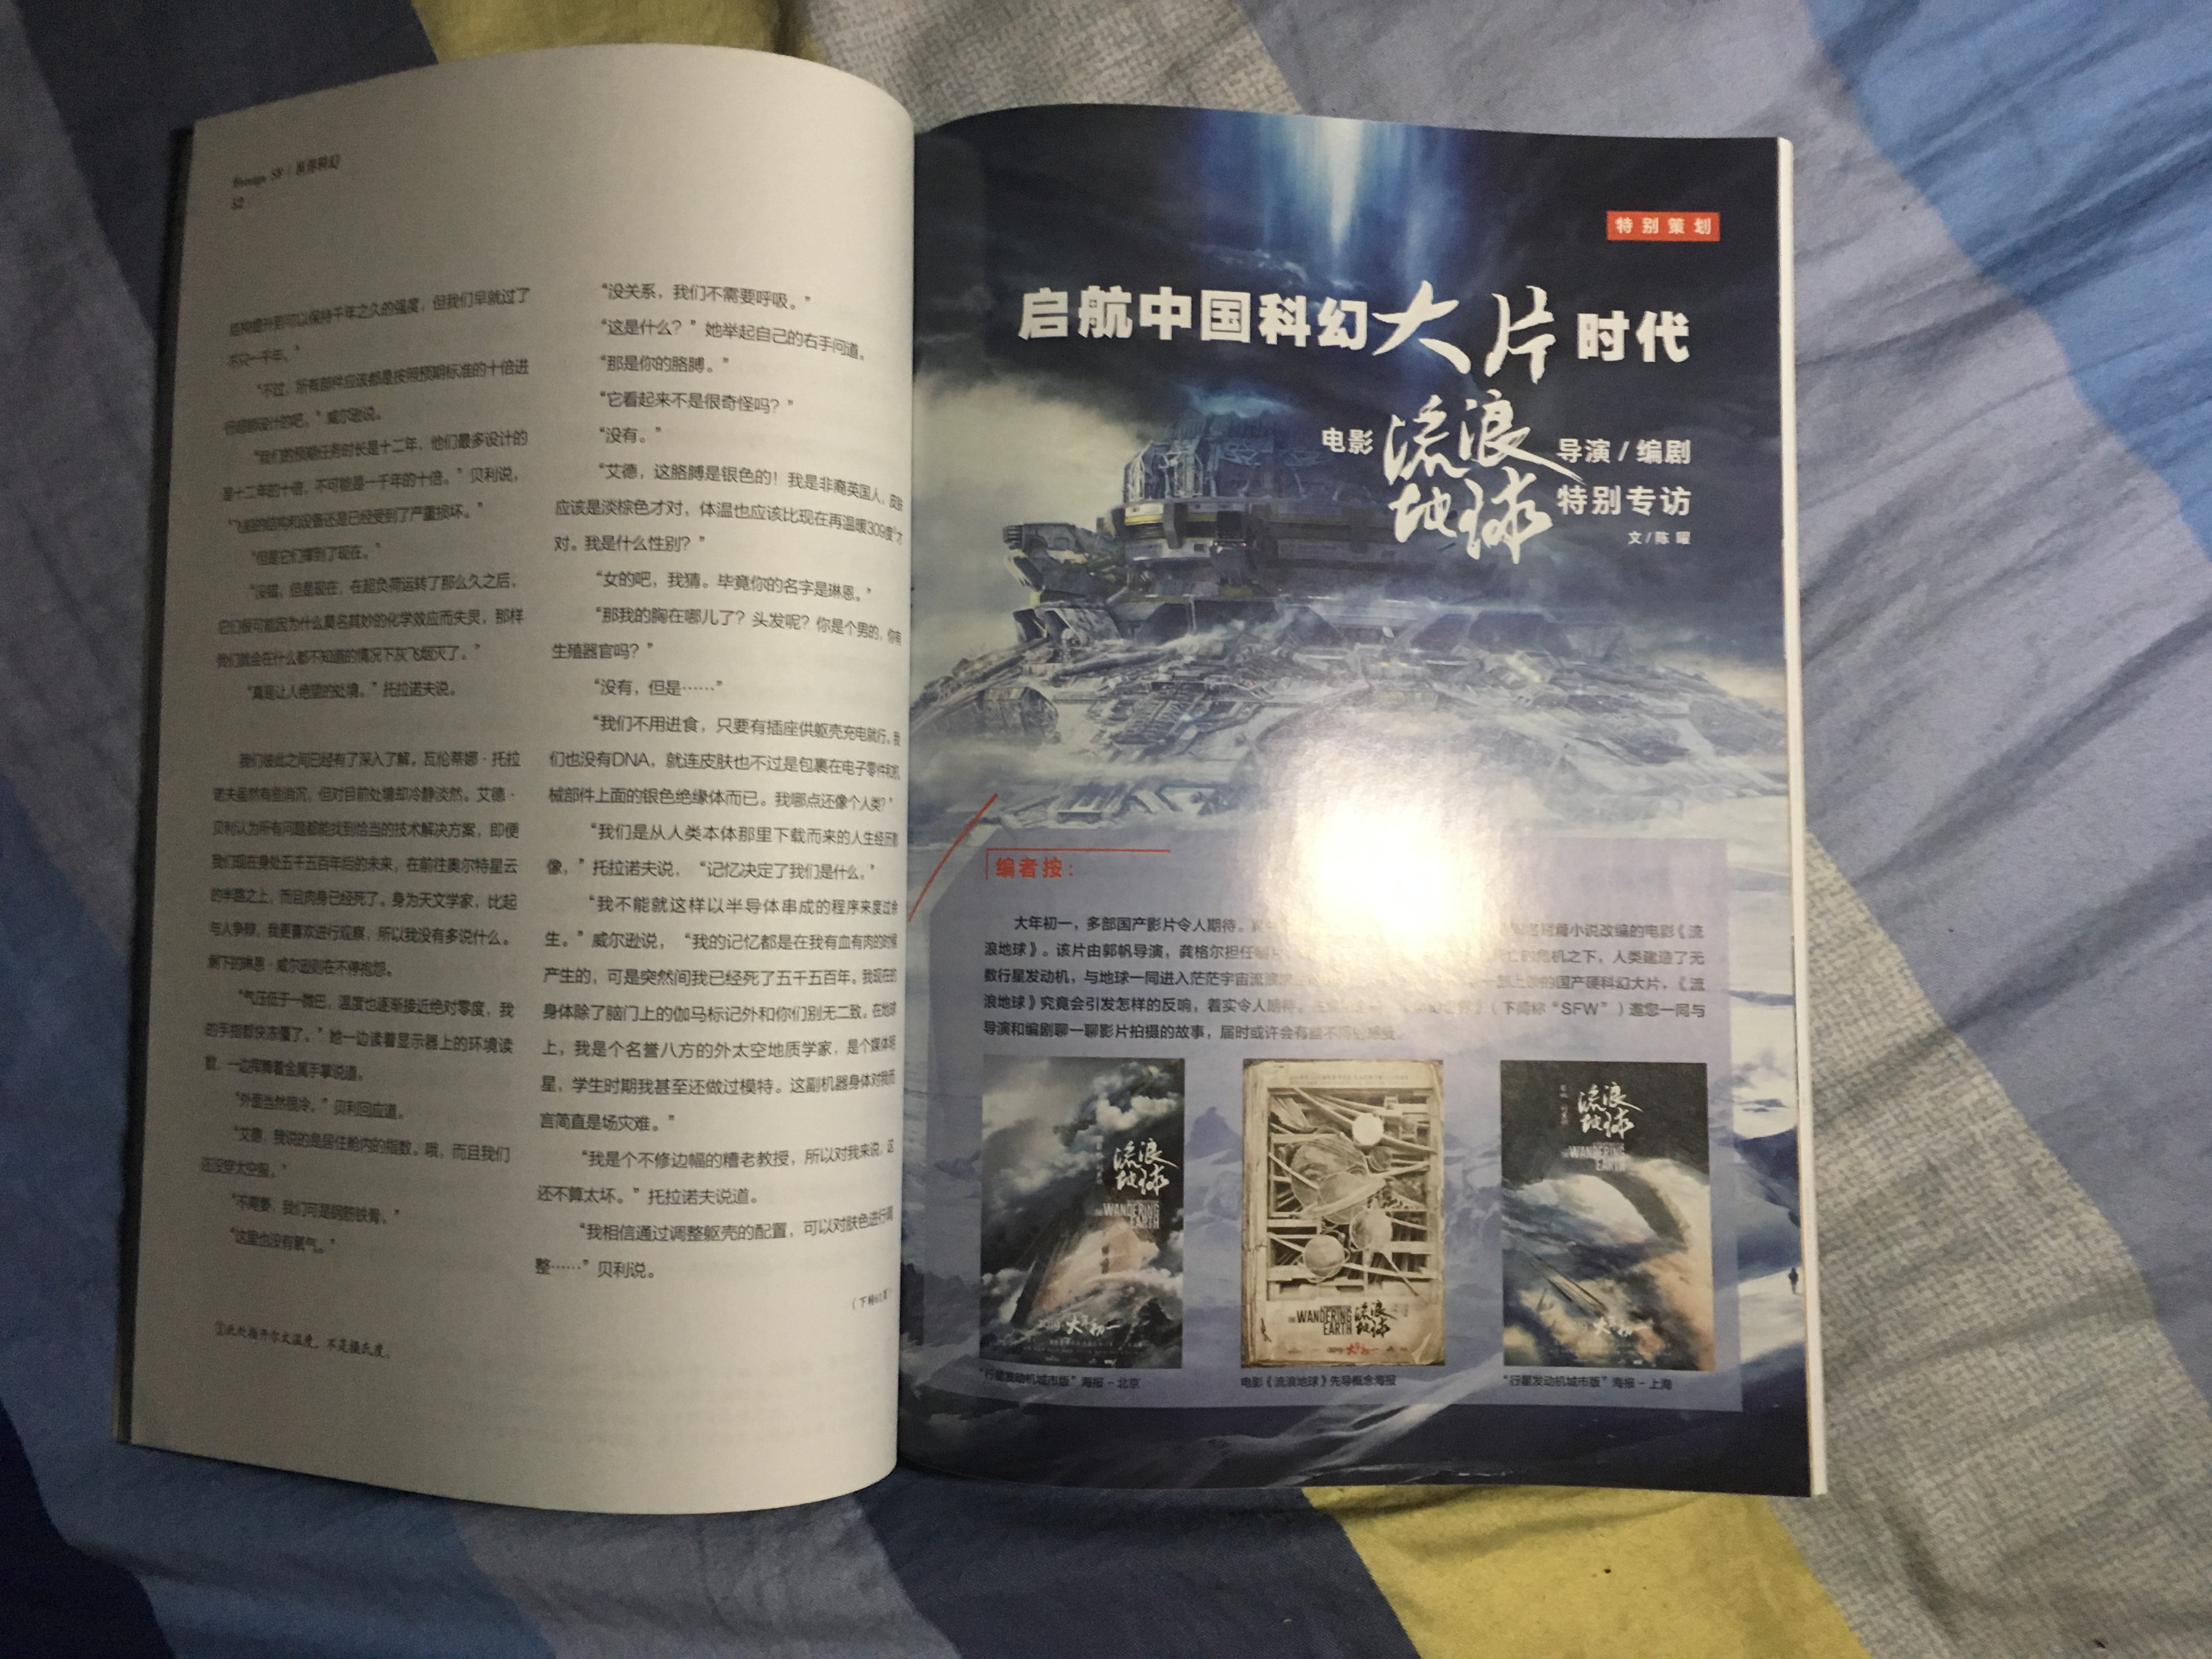 Foreign SF | 世界科幻
52
结构提升到可以保持千年之久的强度，但我们早就过了
不只一千年。”
“不过，所有部件应该都是按照预期标准的十倍进
行超额设计的吧。”威尔逊说。
“我们的预期任务时长是十二年，他们最多设计的
是十二年的十倍，不可能是一千年的十倍。”贝利说，
“飞船的结构和设备还是已经受到了严重损坏。”
“但是它们撑到了现在。”
“没错，但是现在，在超负荷运转了那么久之后，
它们很可能因为什么莫名其妙的化学效应而失灵，那样
我们就会在什么都不知道的情况下灰飞烟灭了。”
“真是让人绝望的处境。”托拉诺夫说。
我们彼此之间已经有了深入了解，瓦伦蒂娜·托拉
诺夫虽然有些消沉，但对目前处境却冷静淡然。艾德·
贝利认为所有问题都能找到恰当的技术解决方案，即便
我们现在身处五千五百年后的未来，在前往奥尔特星云
的半路之上，而且肉身已经死了。身为天文学家，比起
与人争辩，我更喜欢进行观察，所以我没有多说什么。
剩下的琳恩·威尔逊则在不停抱怨。
“气压低于一微巴，温度也逐渐接近绝对零度，我
的手指都快冻僵了。”她一边读着显示器上的环境读
数，一边挥舞着金属手掌说道。
“外面当然很冷。”贝利回应道。
“艾德，我说的是居住舱内的指数。哦，而且我们
还没穿太空服。”
“不需要，我们可是钢筋铁骨。”
“这里也没有氧气。”
①此处指开尔文温度，不是摄氏度。
“没关系，我们不需要呼吸。”
“这是什么？”她举起自己的右手问道。
“那是你的胳膊。”
“它看起来不是很奇怪吗？”
“没有。”
“艾德，这胳膊是银色的！我是非裔英国人，皮肤
应该是淡棕色才对，体温也应该比现在再温暖309度①才
对。我是什么性别？”
“女的吧，我猜。毕竟你的名字是琳恩。”
“那我的胸在哪儿了？头发呢？你是个男的，你有
生殖器官吗？”
“没有，但是……”
“我们不用进食，只要有插座供躯壳充电就行。我
们也没有DNA，就连皮肤也不过是包裹在电子零件和机
械部件上面的银色绝缘体而已。我哪点还像个人类？”
“我们是从人类本体那里下载而来的人生经历影
像，”托拉诺夫说，“记忆决定了我们是什么。”
“我不能就这样以半导体串成的程序来度过余
生。”威尔逊说，“我的记忆都是在我有血有肉的时候
产生的，可是突然间我已经死了五千五百年。我现在的
身体除了脑门上的伽马标记外和你们别无二致。在地球
上，我是个名誉八方的外太空地质学家，是个媒体明
星，学生时期我甚至还做过模特。这副机器身体对我而
言简直是场灾难。”
“我是个不修边幅的糟老教授，所以对我来说，这
还不算太坏。”托拉诺夫说道。
“我相信通过调整躯壳的配置，可以对肤色进行调
整……”贝利说。
特别策划
启航中国科幻大片时代
电影 流浪地球 导演/编剧
特别专访
文/陈 曜
编者按：
大年初一，多部国产影片令人期待。 短篇小说改编的电影《流
浪地球》。该片由郭帆导演，龚格尔担任制片 危机之下，人类建造了无
数行星发动机，与地球一同进入茫茫宇宙流浪 上映的国产硬科幻大片，《流
浪地球》究竟会引发怎样的反响，着实令人期待。 （下简称“SFW”）邀您一同与
导演和编剧聊一聊影片拍摄的故事，届时或许会有些不同的感受。
流浪地球
THE WANDERING EARTH
大年初一
“行星发动机城市版”海报－北京
THE WANDERING EARTH 流浪地球
2019 大年初一
电影《流浪地球》先导概念海报
流浪地球
THE WANDERING EARTH
大年初一
“行星发动机城市版”海报－上海